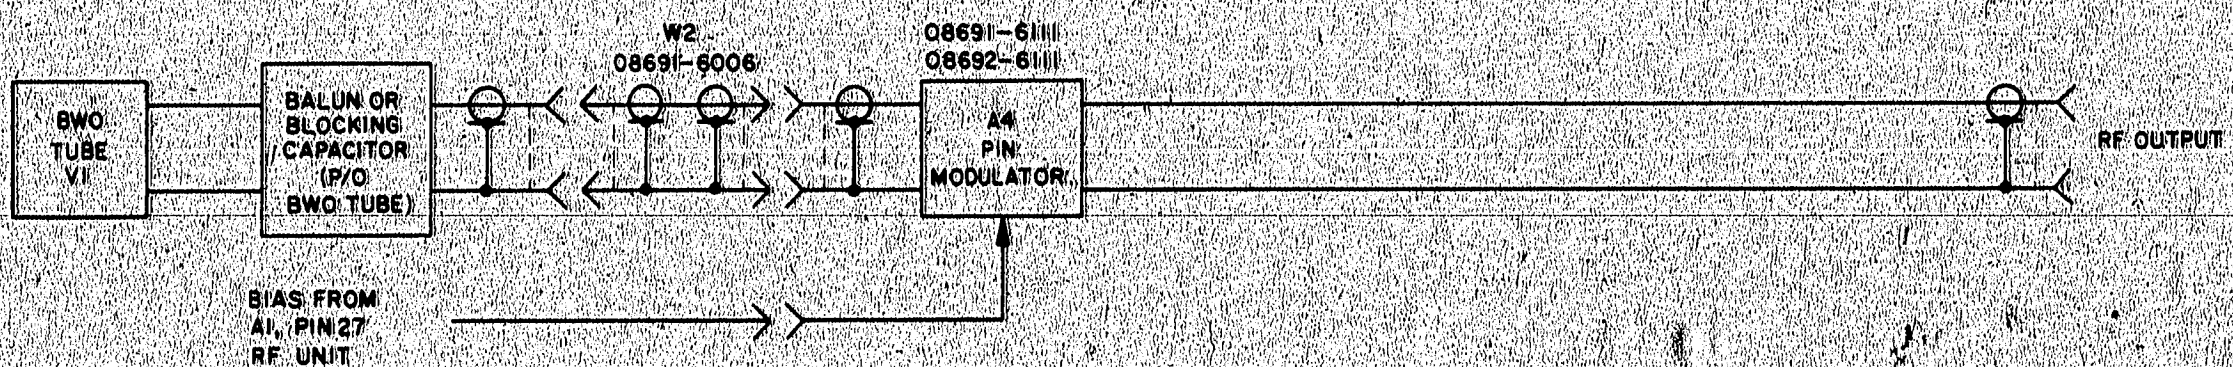 W2
08691-6006
08691-6111
08692-6111
BWO
TUBE
V1
BALUN OR
BLOCKING
CAPACITOR
(P/O
BWO TUBE)
A4
PIN
MODULATOR
RF OUTPUT
BIAS FROM
A1, PIN 27
RF UNIT